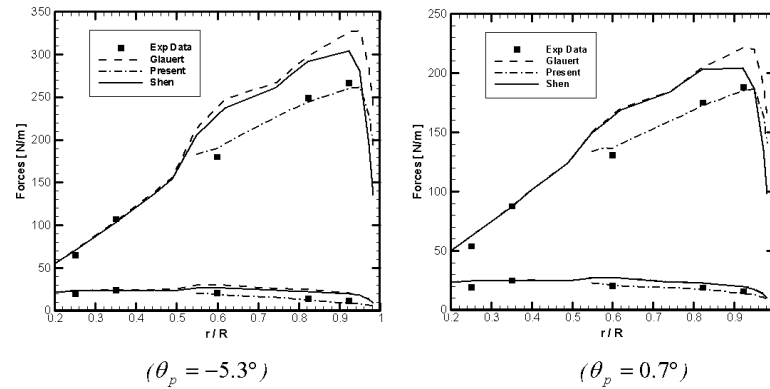 350
300
250
200
150
100
50
0
Forces [ N/m ]
0.2 0.3 0.4 0.5 0.6 0.7 0.8 0.9 1
r / R
Exp Data
Glauert
Present
Shen
(θp = −5.3°)
250
200
150
100
50
0
Forces [ N/m ]
0.2 0.3 0.4 0.5 0.6 0.7 0.8 0.9
r / R
Exp Data
Glauert
Present
Shen
(θp = 0.7°)